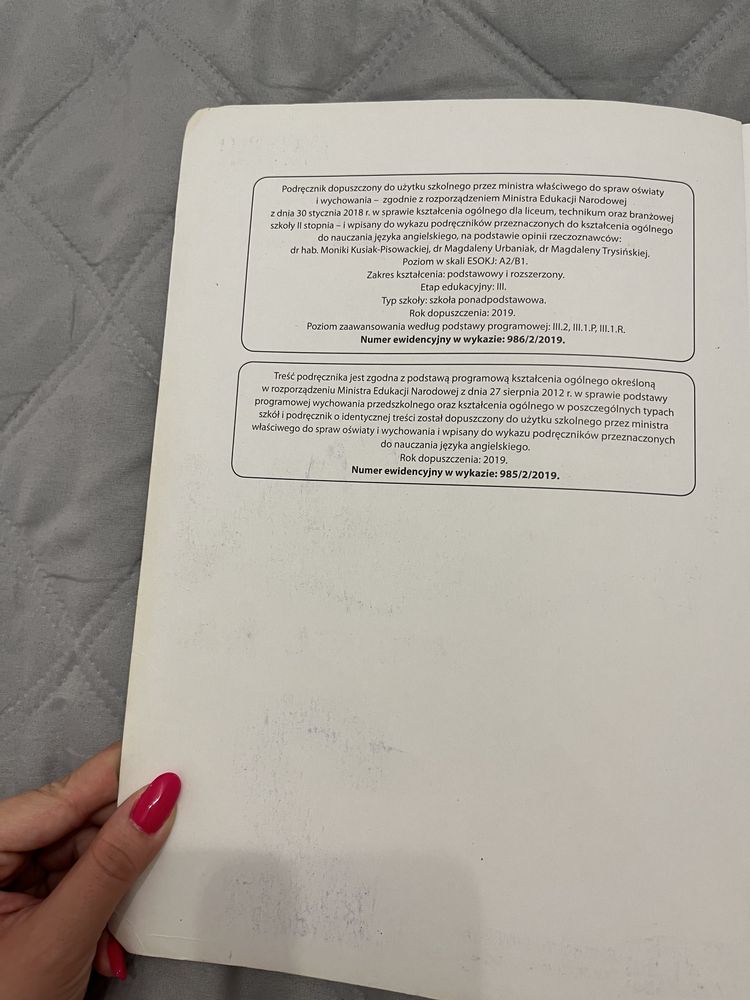 Podręcznik dopuszczony do użytku szkolnego przez ministra właściwego do spraw oświaty
i wychowania – zgodnie z rozporządzeniem Ministra Edukacji Narodowej
z dnia 30 stycznia 2018 r. w sprawie kształcenia ogólnego dla liceum, technikum oraz branżowej
szkoły II stopnia – i wpisany do wykazu podręczników przeznaczonych do kształcenia ogólnego
do nauczania języka angielskiego, na podstawie opinii rzeczoznawców:
dr hab. Moniki Kusiak-Pisowackiej, dr Magdaleny Urbaniak, dr Magdaleny Trysińskiej.
Poziom w skali ESOKJ: A2/B1.
Zakres kształcenia: podstawowy i rozszerzony.
Etap edukacyjny: III.
Typ szkoły: szkoła ponadpodstawowa.
Rok dopuszczenia: 2019.
Poziom zaawansowania według podstawy programowej: III.2, III.1.P, III.1.R.
Numer ewidencyjny w wykazie: 986/2/2019.
Treść podręcznika jest zgodna z podstawą programową kształcenia ogólnego określoną
w rozporządzeniu Ministra Edukacji Narodowej z dnia 27 sierpnia 2012 r. w sprawie podstawy
programowej wychowania przedszkolnego oraz kształcenia ogólnego w poszczególnych typach
szkół i podręcznik o identycznej treści został dopuszczony do użytku szkolnego przez ministra
właściwego do spraw oświaty i wychowania i wpisany do wykazu podręczników przeznaczonych
do nauczania języka angielskiego.
Rok dopuszczenia: 2019.
Numer ewidencyjny w wykazie: 985/2/2019.